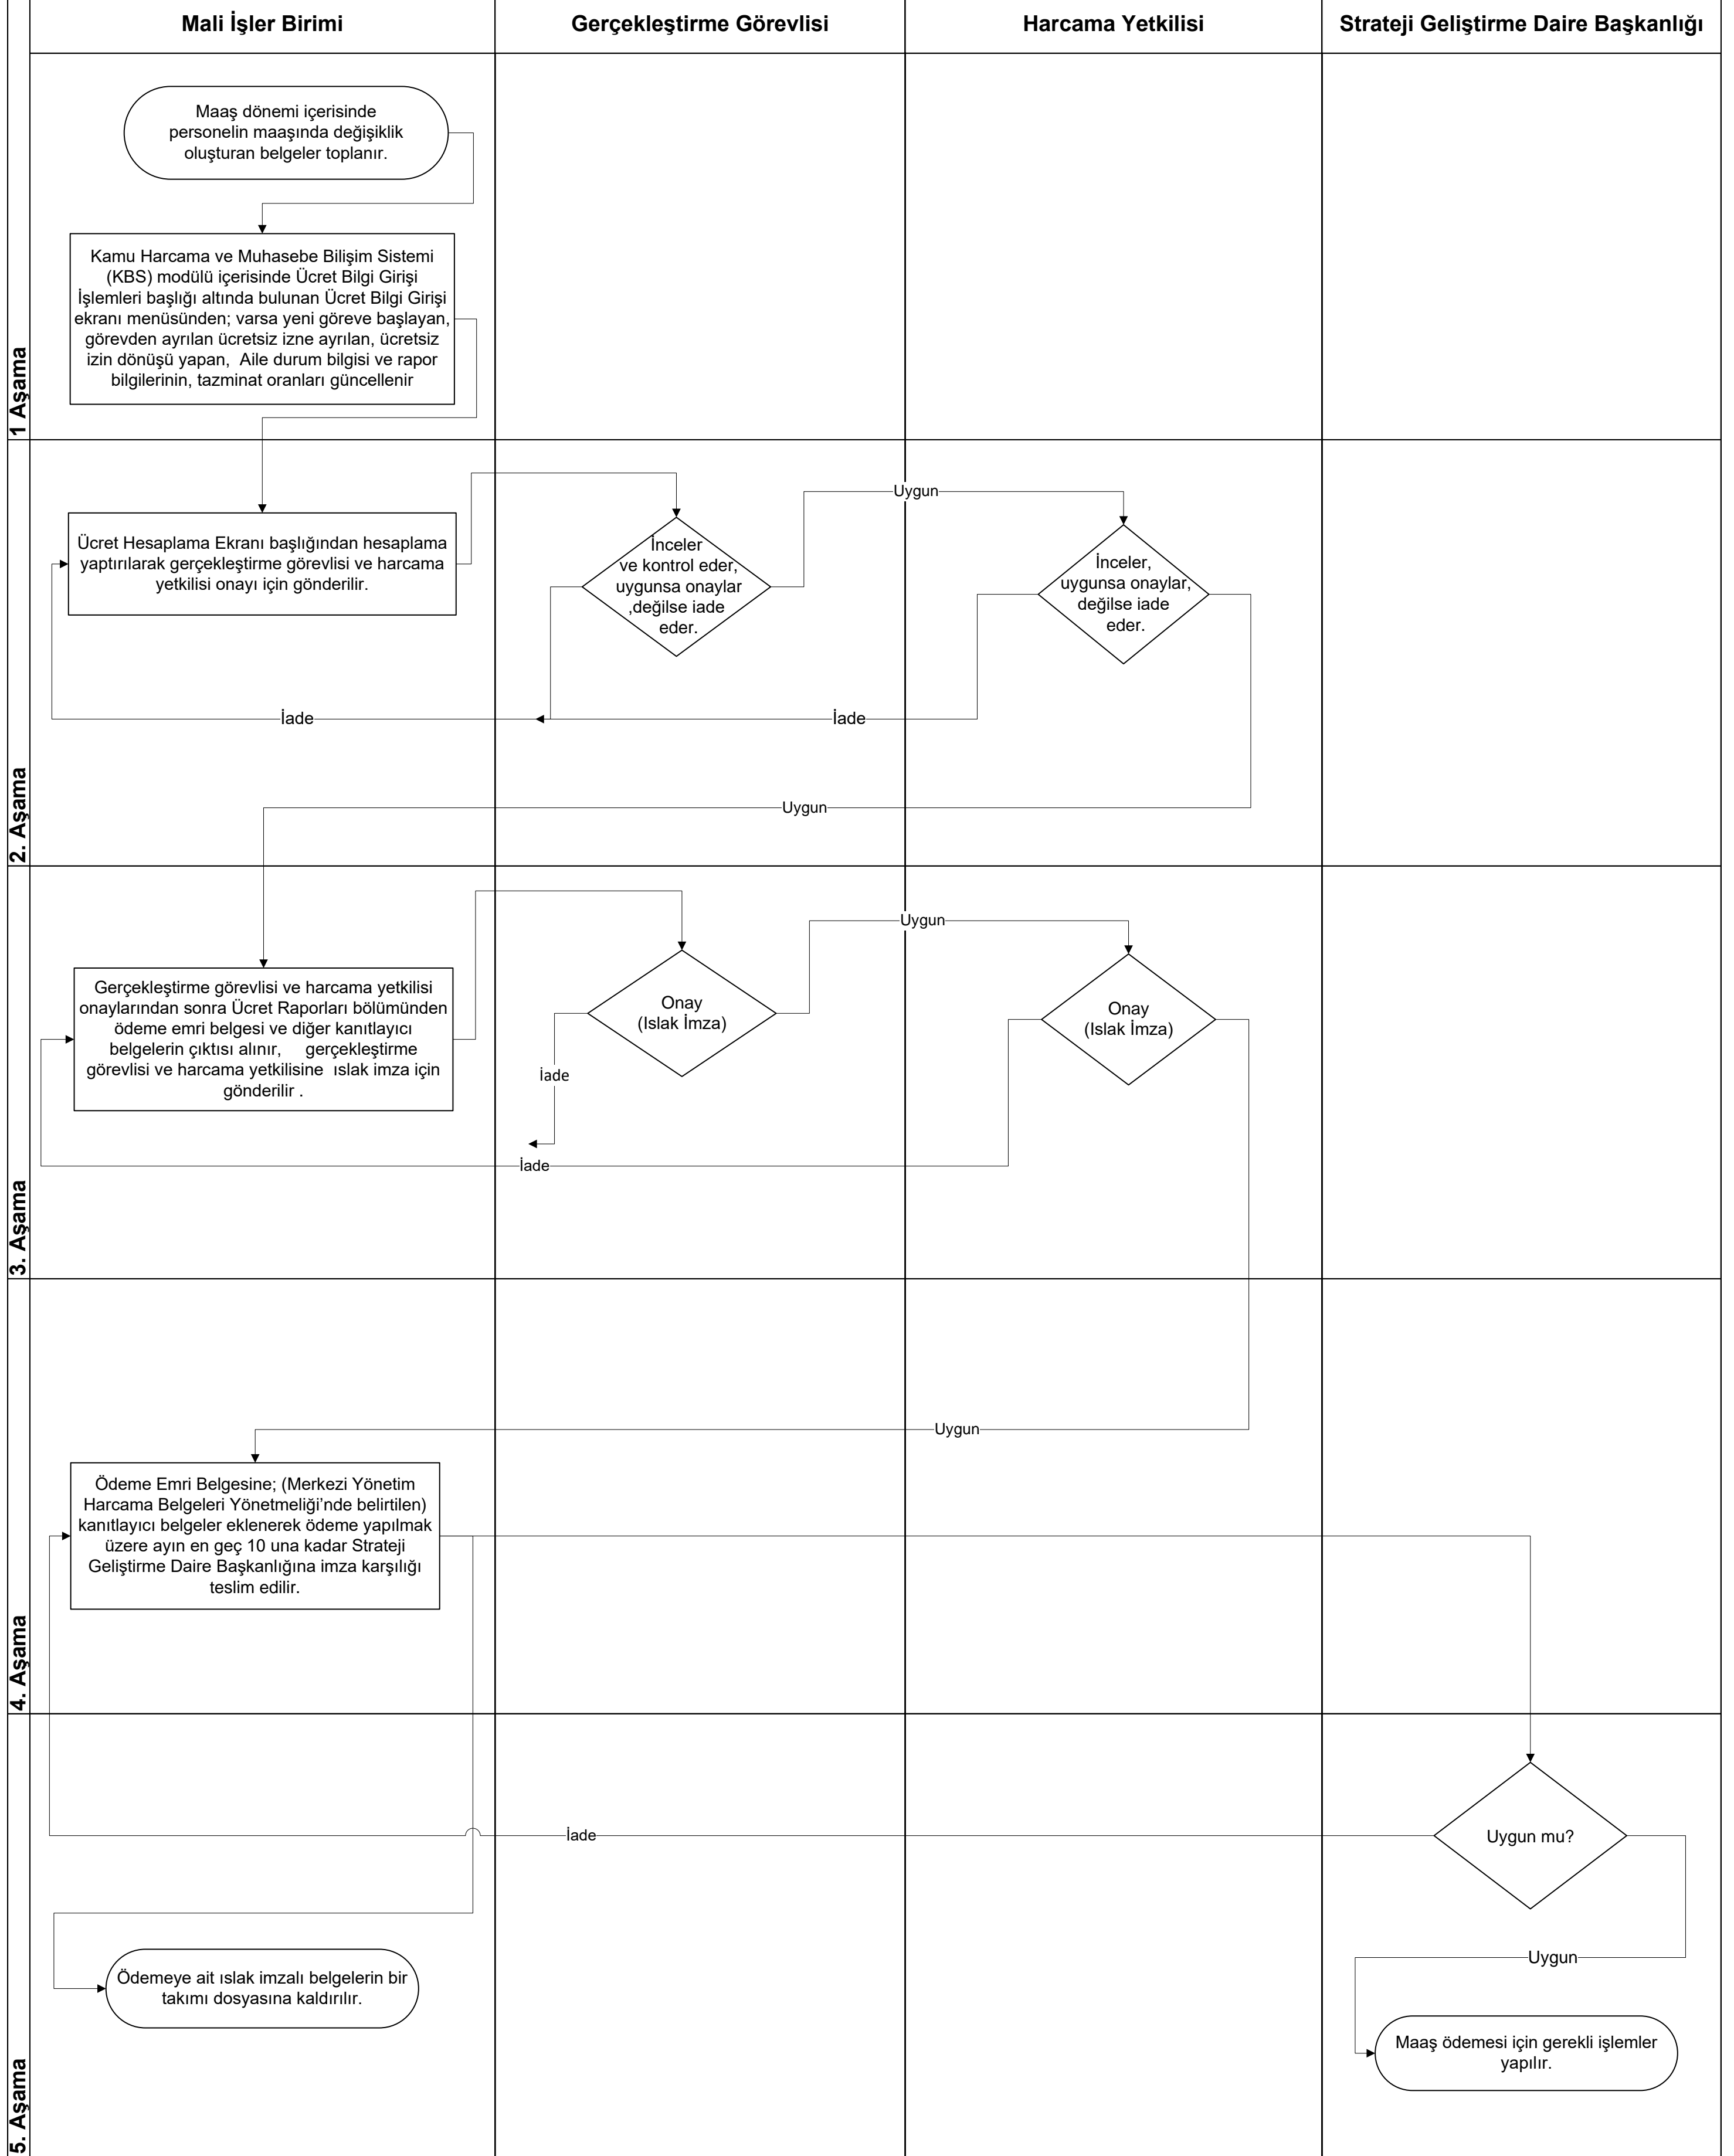 Mali İşler Birimi
Gerçekleştirme Görevlisi
Harcama Yetkilisi
Strateji Geliştirme Daire Başkanlığı
1 Aşama
Maaş dönemi içerisinde
personelin maaşında değişiklik
oluşturan belgeler toplanır.
Kamu Harcama ve Muhasebe Bilişim Sistemi
(KBS) modülü içerisinde Ücret Bilgi Girişi
İşlemleri başlığı altında bulunan Ücret Bilgi Girişi
ekranı menüsünden; varsa yeni göreve başlayan,
görevden ayrılan ücretsiz izne ayrılan, ücretsiz
izin dönüşü yapan,  Aile durum bilgisi ve rapor
bilgilerinin, tazminat oranları güncellenir
2. Aşama
Ücret Hesaplama Ekranı başlığından hesaplama
yaptırılarak gerçekleştirme görevlisi ve harcama
yetkilisi onayı için gönderilir.
İnceler
ve kontrol eder,
uygunsa onaylar
,değilse iade
eder.
Uygun
İnceler,
uygunsa onaylar,
değilse iade
eder.
İade
İade
Uygun
3. Aşama
Gerçekleştirme görevlisi ve harcama yetkilisi
onaylarından sonra Ücret Raporları bölümünden
ödeme emri belgesi ve diğer kanıtlayıcı
belgelerin çıktısı alınır,     gerçekleştirme
görevlisi ve harcama yetkilisine  ıslak imza için
gönderilir .
Onay
(Islak İmza)
Uygun
Onay
(Islak İmza)
İade
İade
4. Aşama
Uygun
Ödeme Emri Belgesine; (Merkezi Yönetim
Harcama Belgeleri Yönetmeliği’nde belirtilen)
kanıtlayıcı belgeler eklenerek ödeme yapılmak
üzere ayın en geç 10 una kadar Strateji
Geliştirme Daire Başkanlığına imza karşılığı
teslim edilir.
5. Aşama
Uygun mu?
İade
Uygun
Ödemeye ait ıslak imzalı belgelerin bir
takımı dosyasına kaldırılır.
Maaş ödemesi için gerekli işlemler
yapılır.